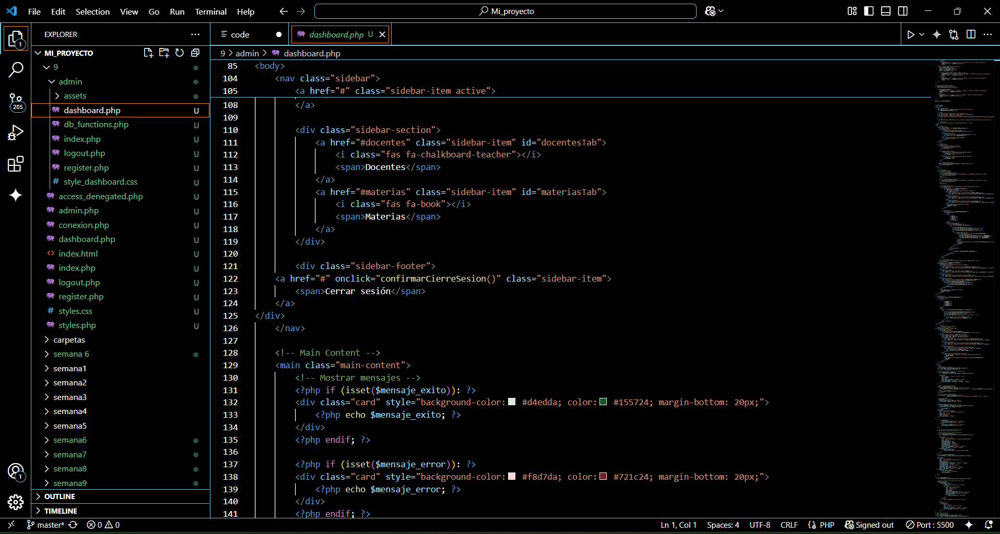 File Edit Selection View Go Run Terminal Help
Mi_proyecto
EXPLORER
MI_PROYECTO
9
admin
assets
dashboard.php U
db_functions.php U
index.php U
logout.php U
register.php U
# style_dashboard.css U
access_denegated.php U
admin.php U
conexion.php U
dashboard.php U
<> index.html U
index.php U
logout.php U
register.php U
# styles.css U
styles.php U
carpetas
semana 6
semana1
semana2
semana3
semana4
semana5
semana6
semana7
semana8
semana9
OUTLINE
TIMELINE
1
205
1
code
dashboard.php U
9 > admin > dashboard.php
85 <body>
104 <nav class="sidebar">
105 <a href="#" class="sidebar-item active">
108 </a>
109
110 <div class="sidebar-section">
111 <a href="#docentes" class="sidebar-item" id="docentesTab">
112 <i class="fas fa-chalkboard-teacher"></i>
113 <span>Docentes</span>
114 </a>
115 <a href="#materias" class="sidebar-item" id="materiasTab">
116 <i class="fas fa-book"></i>
117 <span>Materias</span>
118 </a>
119 </div>
120
121 <div class="sidebar-footer">
122 <a href="#" onclick="confirmarCierreSesion()" class="sidebar-item">
123 <span>Cerrar sesión</span>
124 </a>
125 </div>
126 </nav>
127
128 <!-- Main Content -->
129 <main class="main-content">
130 <!-- Mostrar mensajes -->
131 <?php if (isset($mensaje_exito)): ?>
132 <div class="card" style="background-color: #d4edda; color: #155724; margin-bottom: 20px;">
133 <?php echo $mensaje_exito; ?>
134 </div>
135 <?php endif; ?>
136
137 <?php if (isset($mensaje_error)): ?>
138 <div class="card" style="background-color: #f8d7da; color: #721c24; margin-bottom: 20px;">
139 <?php echo $mensaje_error; ?>
140 </div>
141 <?php endif; ?>
master* 0 0 Ln 1, Col 1 Spaces: 4 UTF-8 CRLF {} PHP Signed out Port : 5500